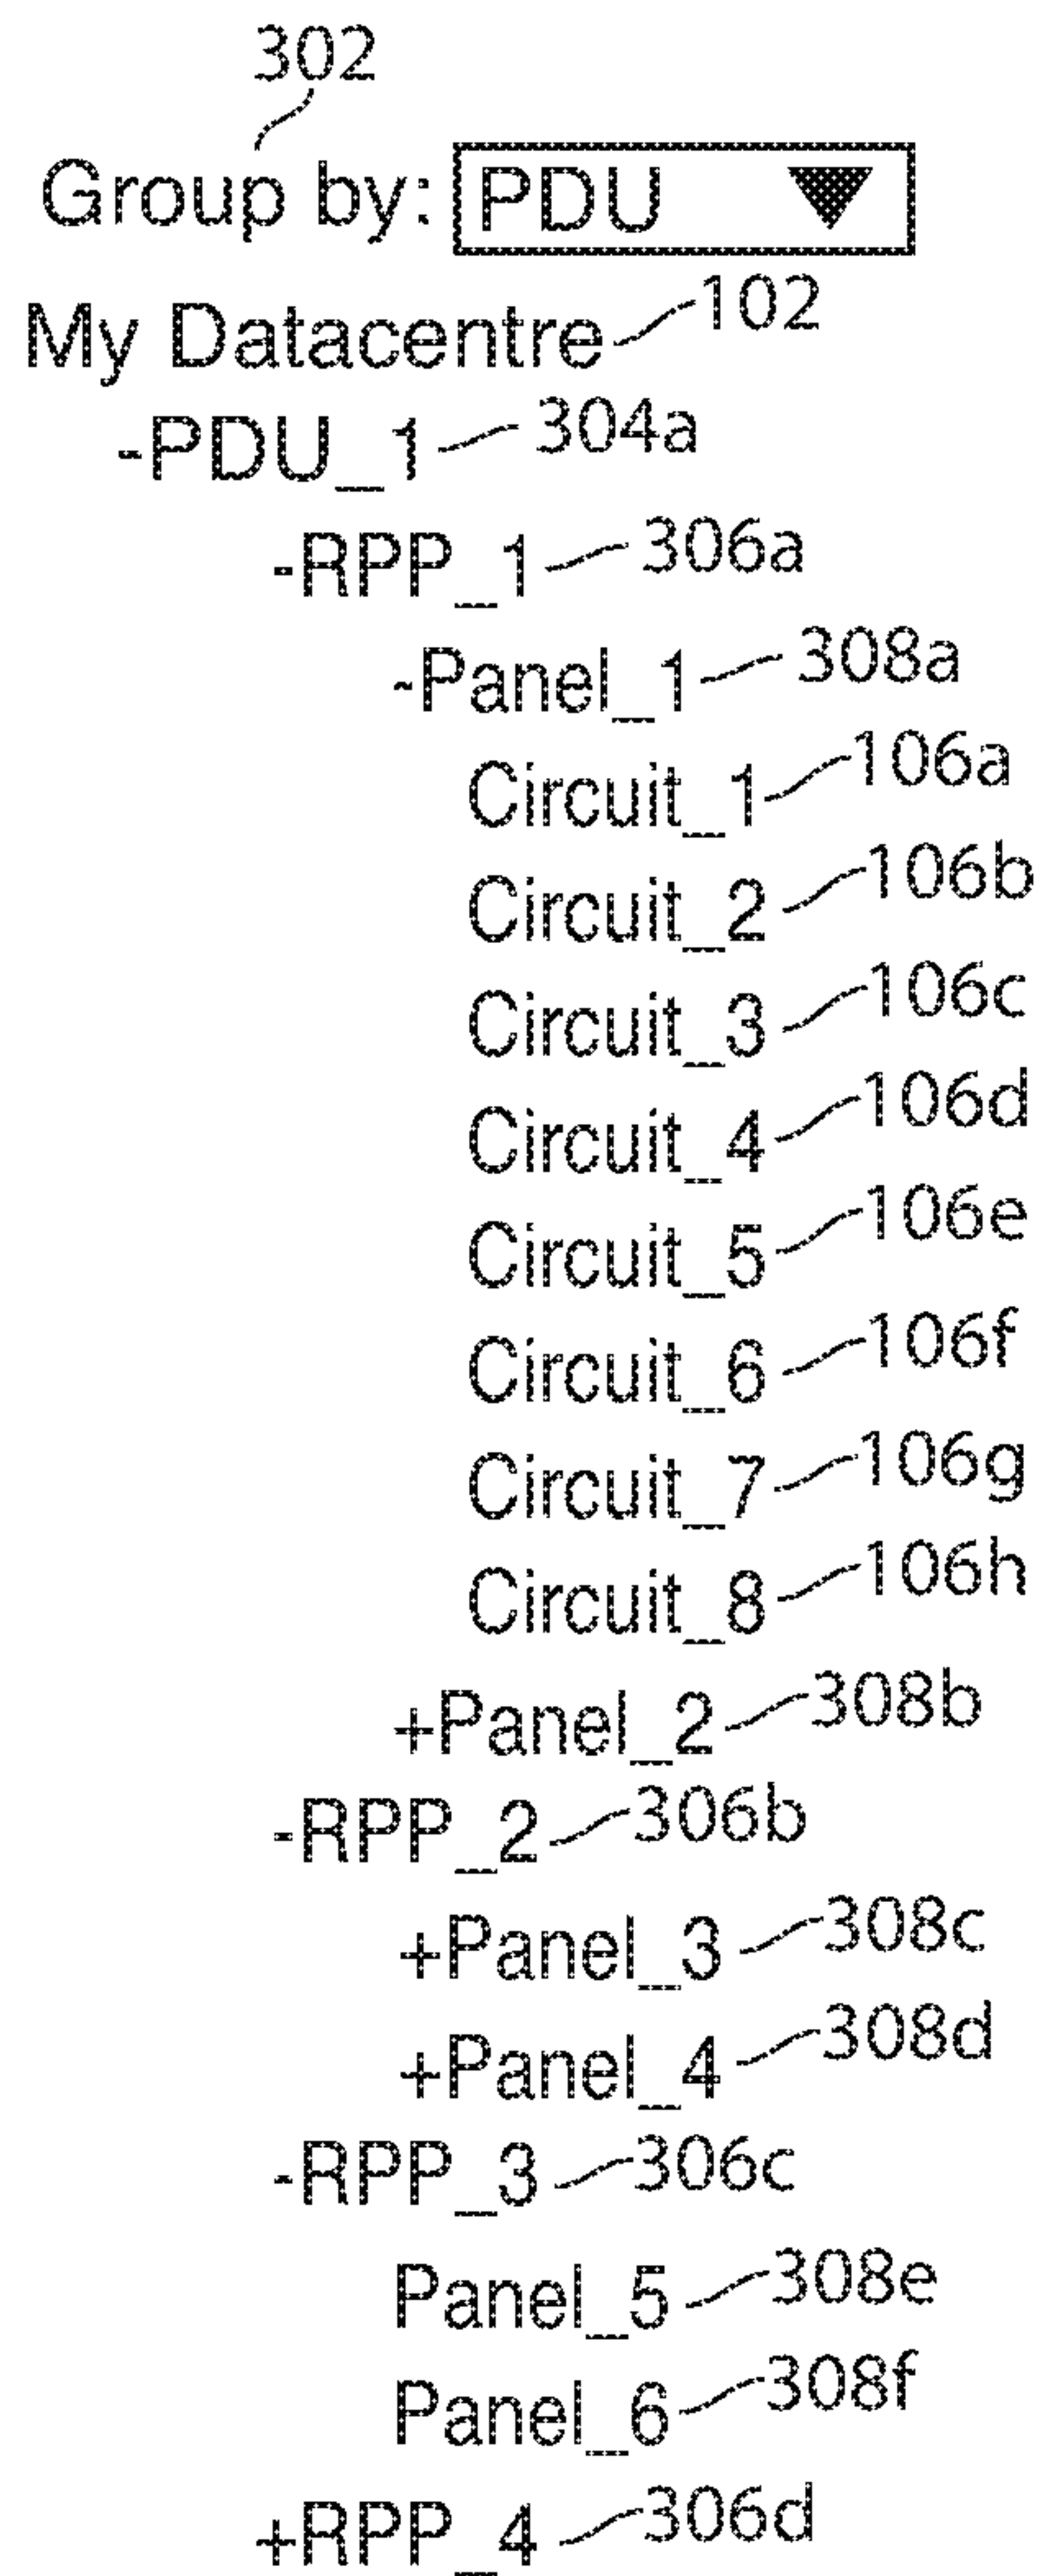 302
Group by: PDU ▼
My Datacentre 102
-PDU_1 304a
-RPP_1 306a
-Panel_1 308a
Circuit_1 106a
Circuit_2 106b
Circuit_3 106c
Circuit_4 106d
Circuit_5 106e
Circuit_6 106f
Circuit_7 106g
Circuit_8 106h
+Panel_2 308b
-RPP_2 306b
+Panel_3 308c
+Panel_4 308d
-RPP_3 306c
Panel_5 308e
Panel_6 308f
+RPP_4 306d